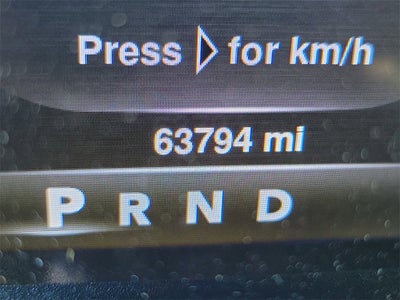 Press ▷ for km/h
63794 mi
P R N D